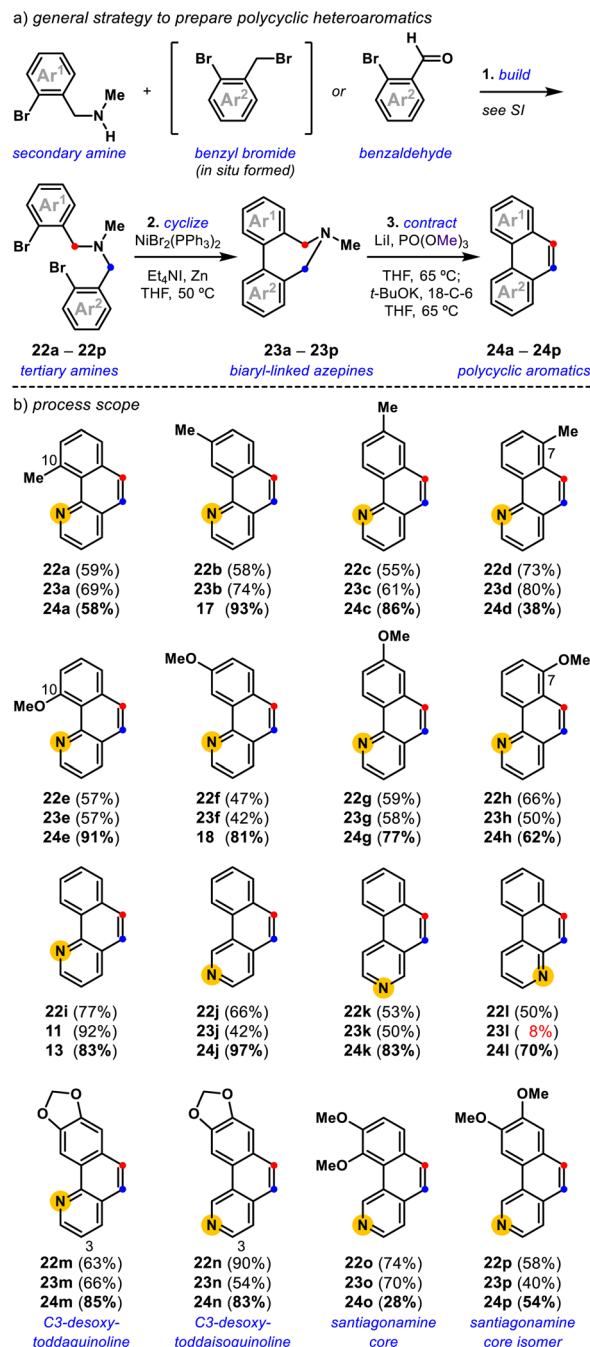 a) general strategy to prepare polycyclic heteroaromatics
Br
Ar1
Br
N
Me
H
+
Br
Br
Ar2
or
H
O
Br
Ar2
1. build
see SI
secondary amine
benzyl bromide
(in situ formed)
benzaldehyde
Ar1
Br
Me
N
Br
Ar2
2. cyclize
NiBr2(PPh3)2
Et4NI, Zn
THF, 50 ºC
Ar1
N
Me
Ar2
3. contract
LiI, PO(OMe)3
THF, 65 ºC;
t-BuOK, 18-C-6
THF, 65 ºC
Ar1
Ar2
22a – 22p
tertiary amines
23a – 23p
biaryl-linked azepines
24a – 24p
polycyclic aromatics
b) process scope
10
Me
N
Me
N
Me
N
Me
7
N
22a (59%) 22b (58%) 22c (55%) 22d (73%)
23a (69%) 23b (74%) 23c (61%) 23d (80%)
24a (58%) 17 (93%) 24c (86%) 24d (38%)
10
MeO
N
MeO
N
OMe
N
OMe
7
N
22e (57%) 22f (47%) 22g (59%) 22h (66%)
23e (57%) 23f (42%) 23g (58%) 23h (50%)
24e (91%) 18 (81%) 24g (77%) 24h (62%)
N
N
N
N
22i (77%) 22j (66%) 22k (53%) 22l (50%)
11 (92%) 23j (42%) 23k (50%) 23l ( 8%)
13 (83%) 24j (97%) 24k (83%) 24l (70%)
O
O
N
3
O
O
N
3
MeO
MeO
N
OMe
MeO
N
22m (63%) 22n (90%) 22o (74%) 22p (58%)
23m (66%) 23n (54%) 23o (70%) 23p (40%)
24m (85%) 24n (83%) 24o (28%) 24p (54%)
C3-desoxy- C3-desoxy- santiagonamine santiagonamine
toddaquinoline toddaisoquinoline core core isomer